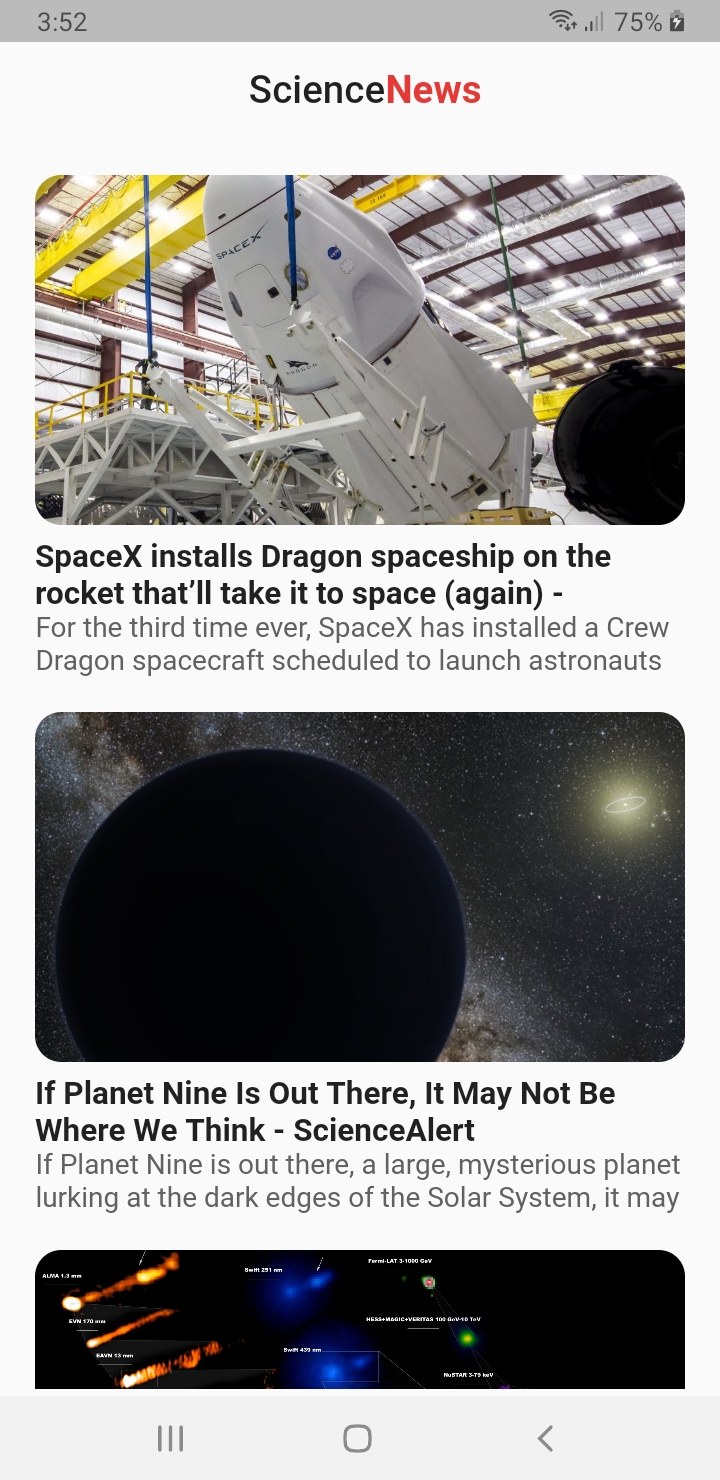 3:52
75%
ScienceNews
SPACEX
DRAGON
SpaceX installs Dragon spaceship on the
rocket that’ll take it to space (again) -
For the third time ever, SpaceX has installed a Crew
Dragon spacecraft scheduled to launch astronauts
If Planet Nine Is Out There, It May Not Be
Where We Think - ScienceAlert
If Planet Nine is out there, a large, mysterious planet
lurking at the dark edges of the Solar System, it may
Fermi-LAT 3-1000 GeV
Swift 251 nm
ALMA 1.3 mm
HESS+MAGIC+VERITAS 100 GeV-10 TeV
EVN 170 mm
Swift 439 nm
EAVN 13 mm
NuSTAR 3-79 keV